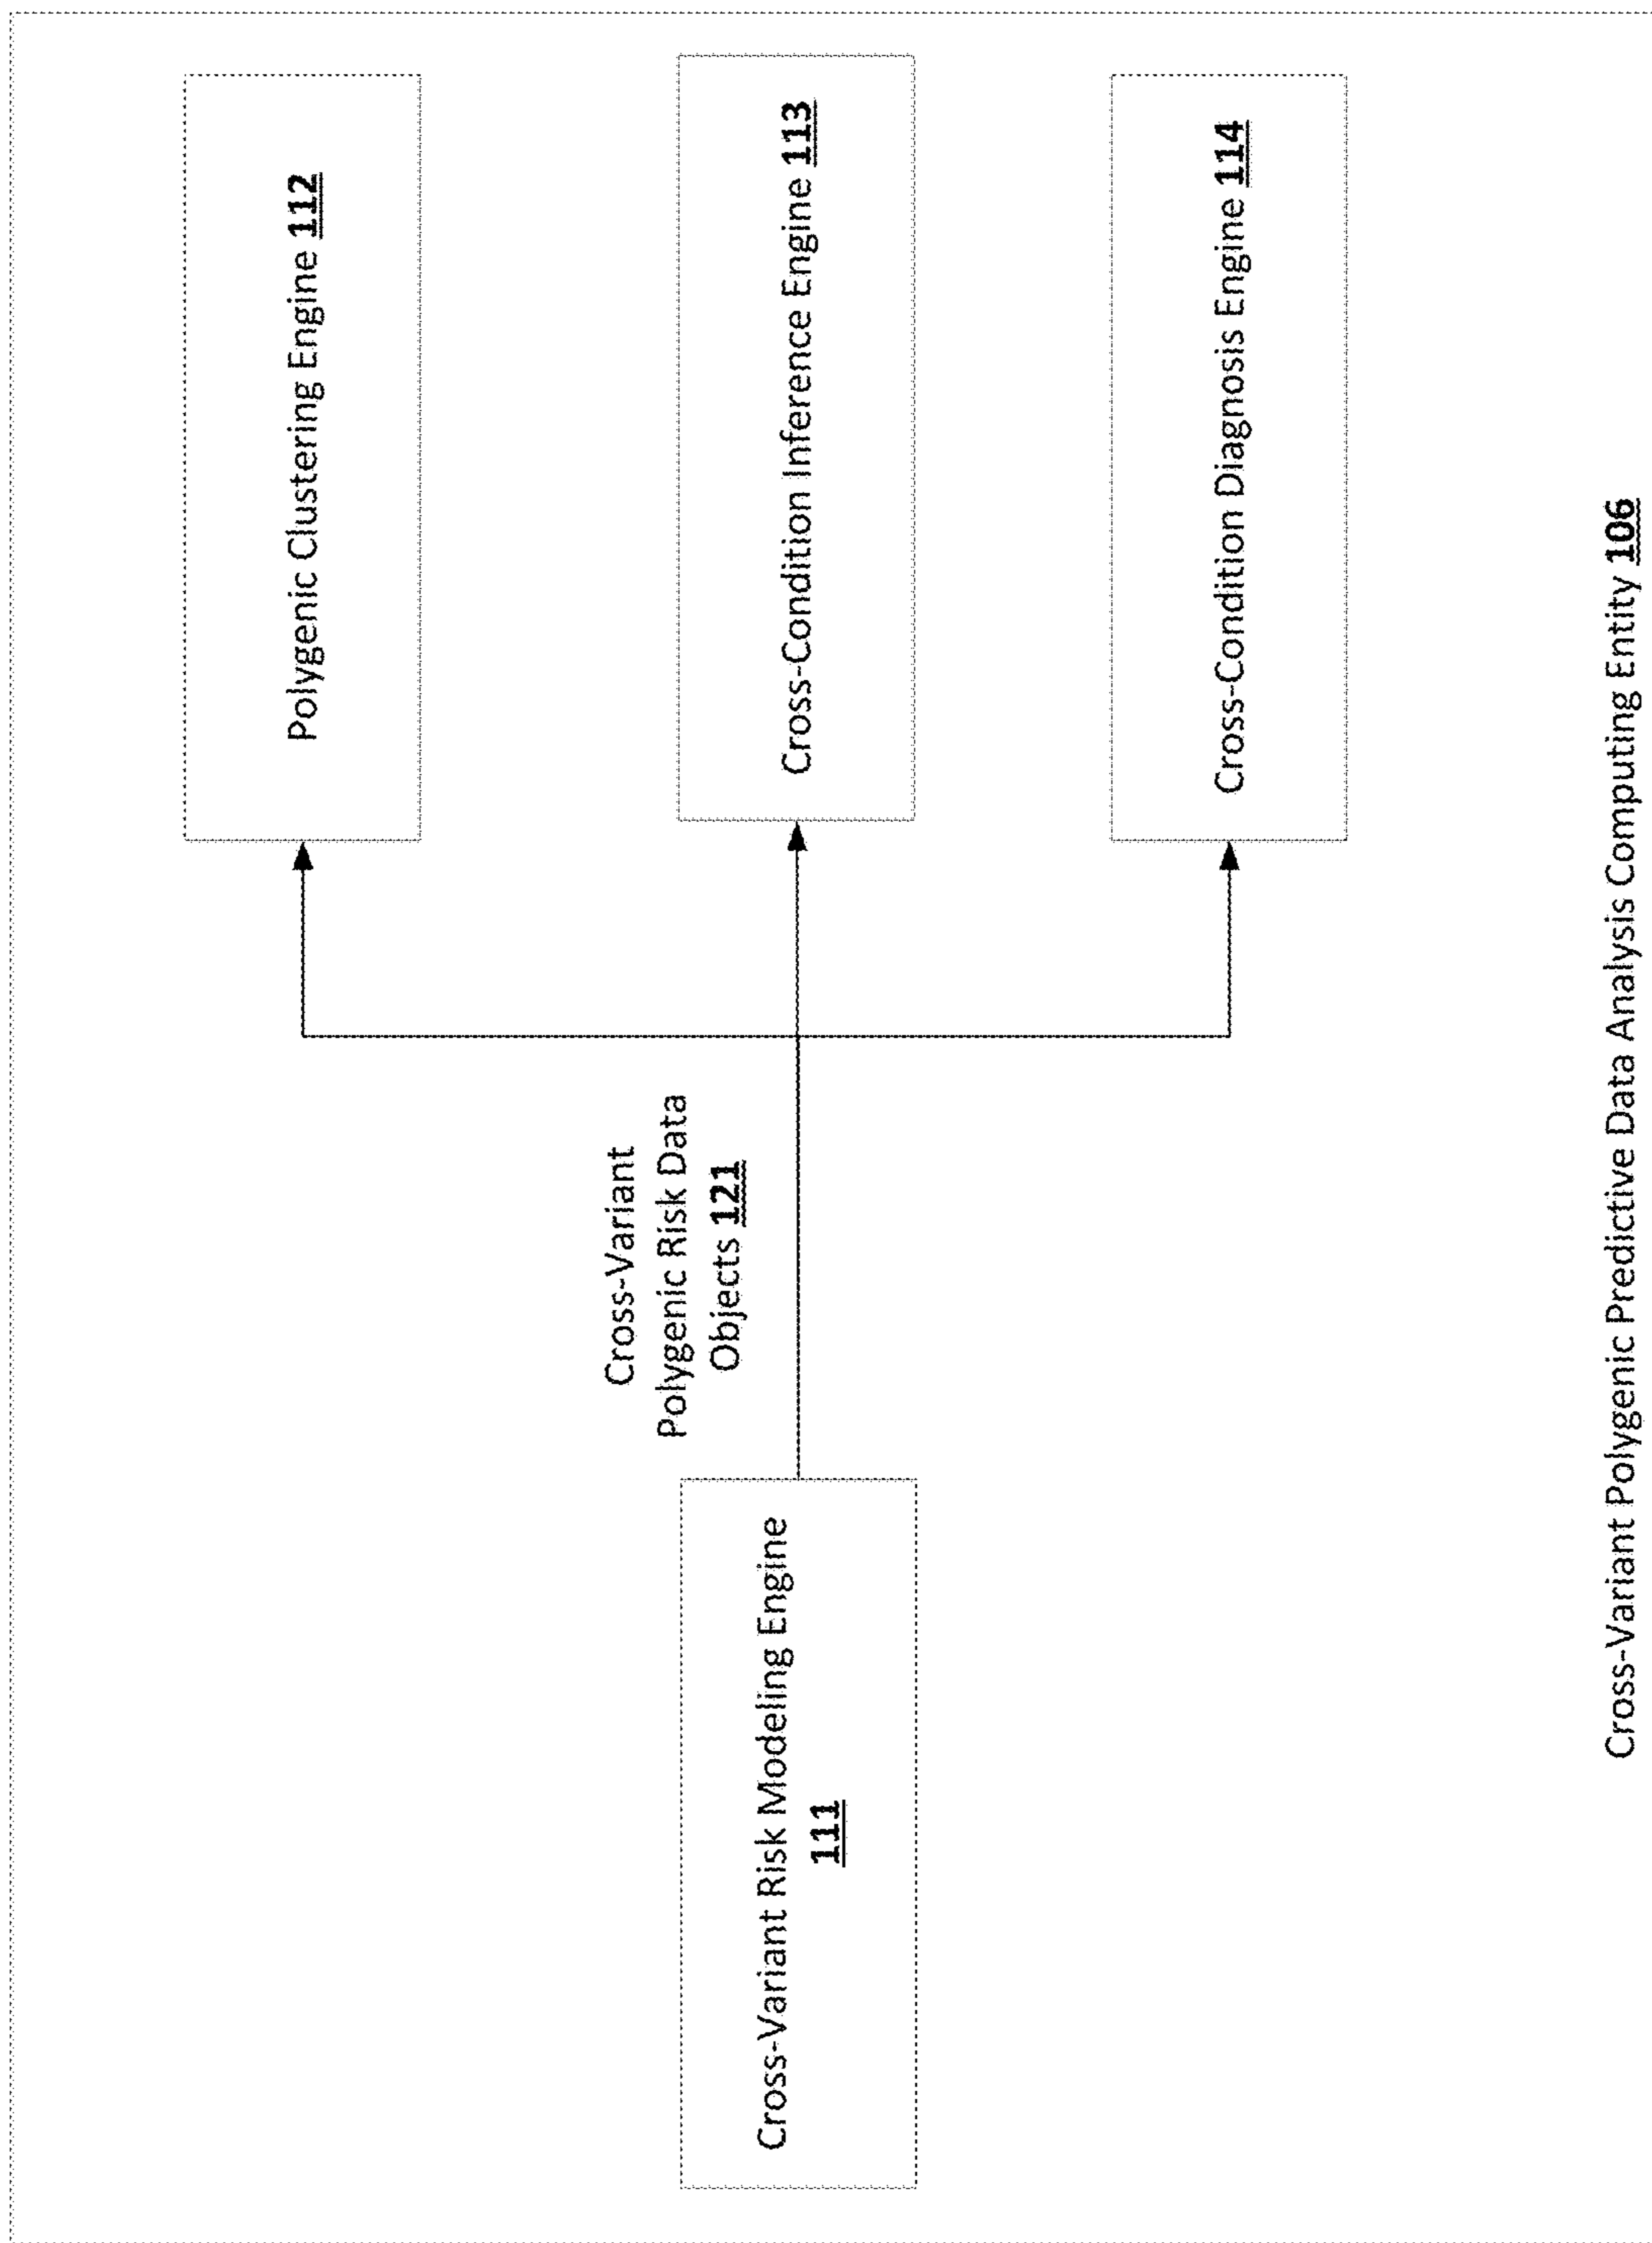 Polygenic Clustering Engine 112
Cross-Variant
Polygenic Risk Data
Objects 121
Cross-Variant Risk Modeling Engine
111
Cross-Condition Inference Engine 113
Cross-Condition Diagnosis Engine 114
Cross-Variant Polygenic Predictive Data Analysis Computing Entity 106